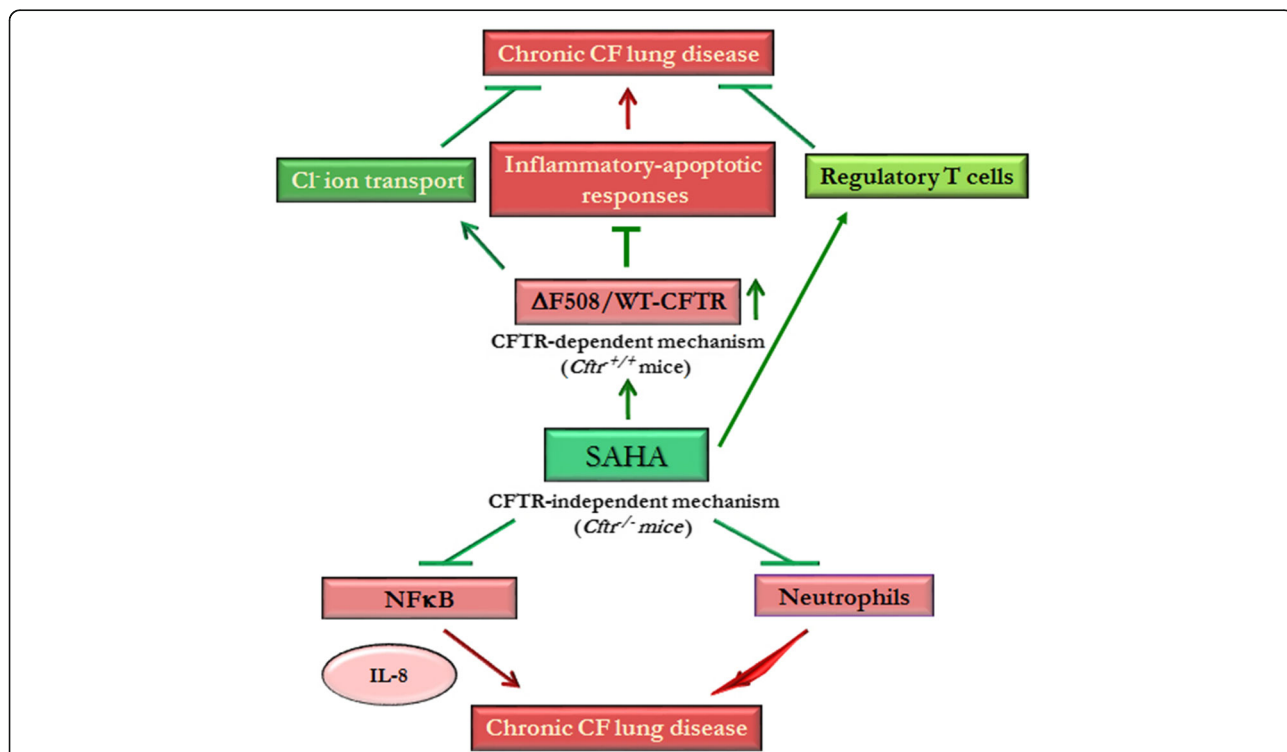 Chronic CF lung disease
Cl⁻ ion transport
Inflammatory-apoptotic
responses
Regulatory T cells
ΔF508/WT-CFTR
CFTR-dependent mechanism
(Cftr⁺/⁺ mice)
SAHA
CFTR-independent mechanism
(Cftr⁻/⁻ mice)
NFκB
Neutrophils
IL-8
Chronic CF lung disease